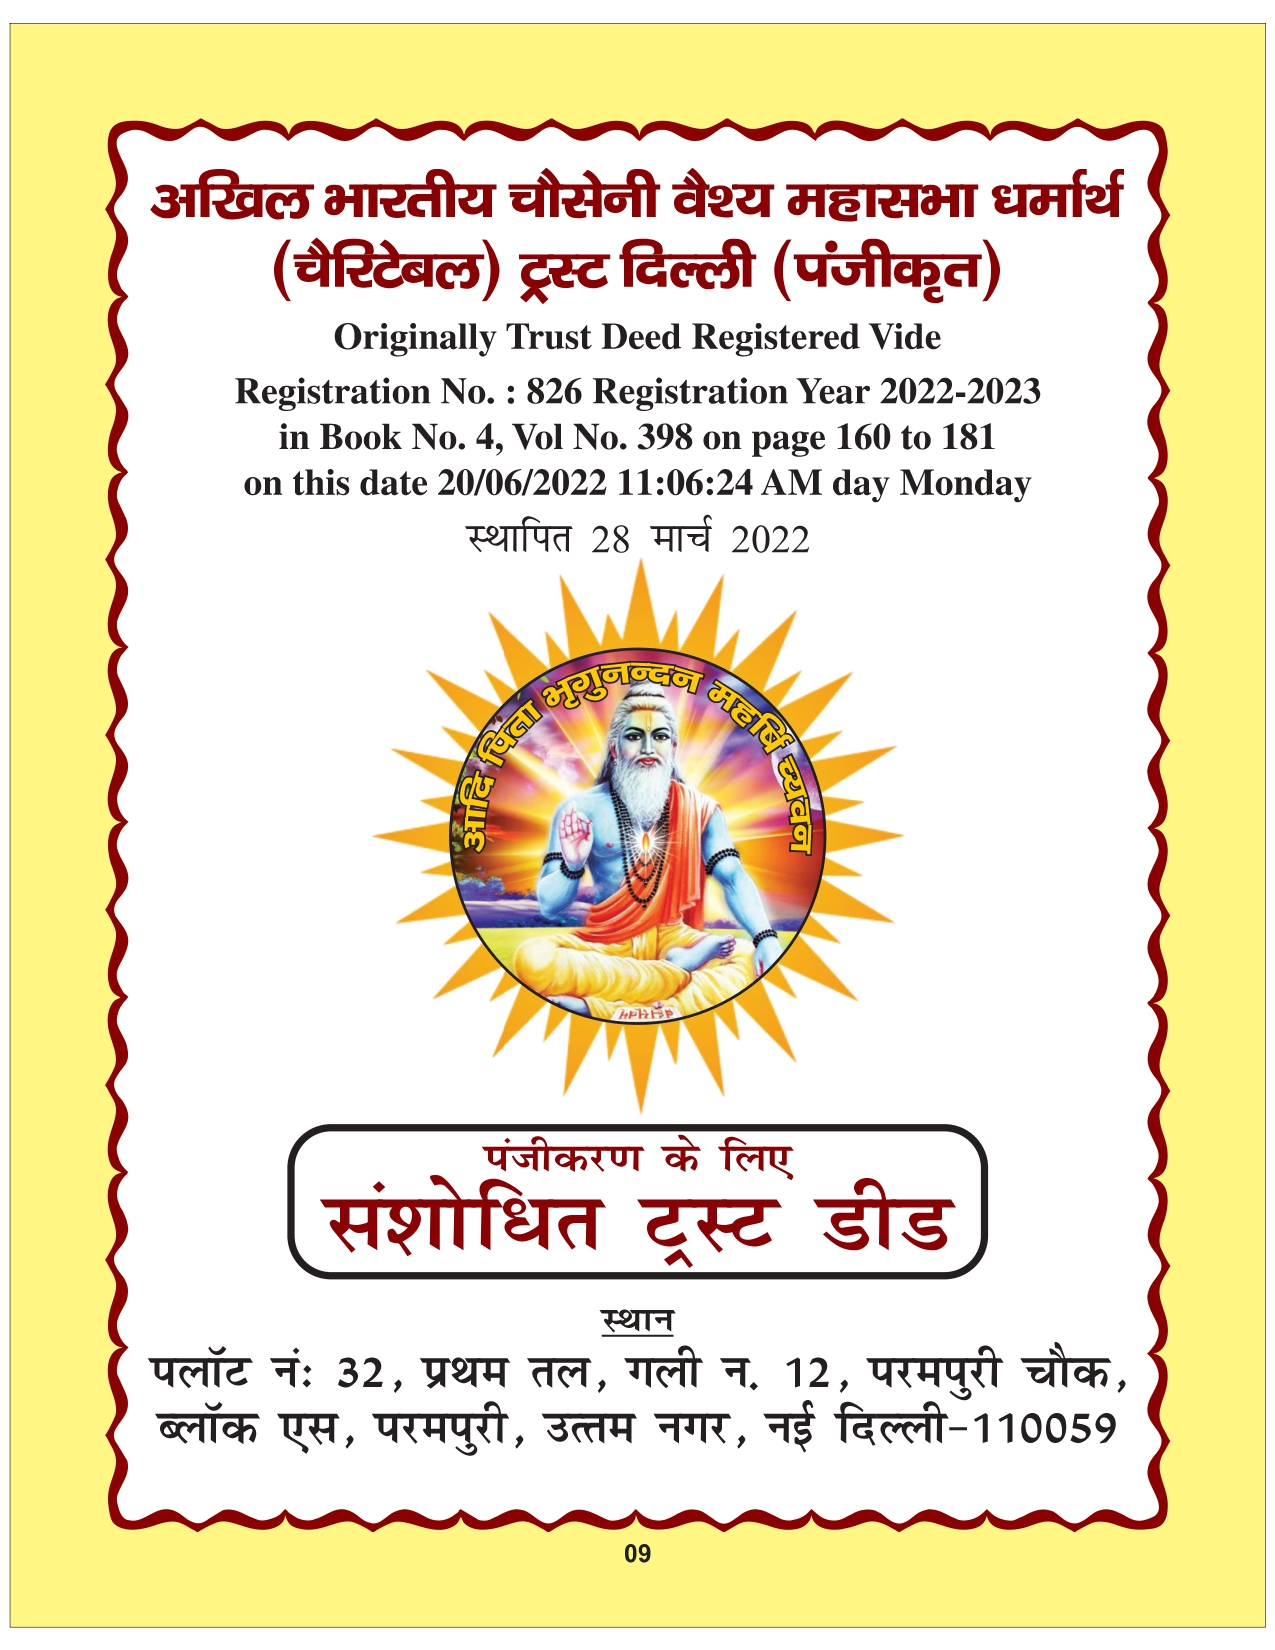 अखिल भारतीय चौसेनी वैश्य महासभा धर्मार्थ
(चैरिटेबल) ट्रस्ट दिल्ली (पंजीकृत)
Originally Trust Deed Registered Vide
Registration No. : 826 Registration Year 2022-2023
in Book No. 4, Vol No. 398 on page 160 to 181
on this date 20/06/2022 11:06:24 AM day Monday
स्थापित 28 मार्च 2022
आदि पिता भृगुनन्दन महर्षि च्यवन
पंजीकरण के लिए
संशोधित ट्रस्ट डीड
स्थान
पलॉट नंः 32, प्रथम तल, गली न. 12, परमपुरी चौक,
ब्लॉक एस, परमपुरी, उत्तम नगर, नई दिल्ली-110059
09